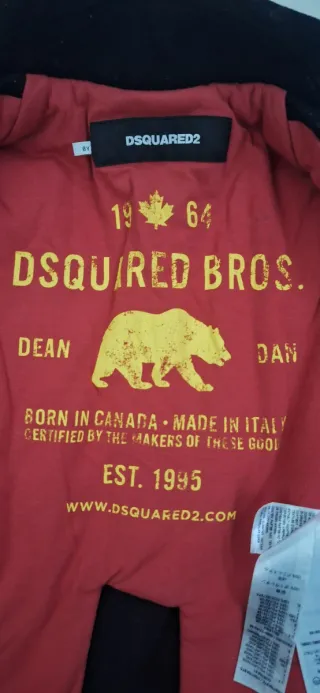 DSQUARED2
6Y
19 64
DSQUARED BROS.
DEAN DAN
BORN IN CANADA • MADE IN ITALY
CERTIFIED BY THE MAKERS OF THESE
EST. 1995
WWW.DSQUARED2.COM